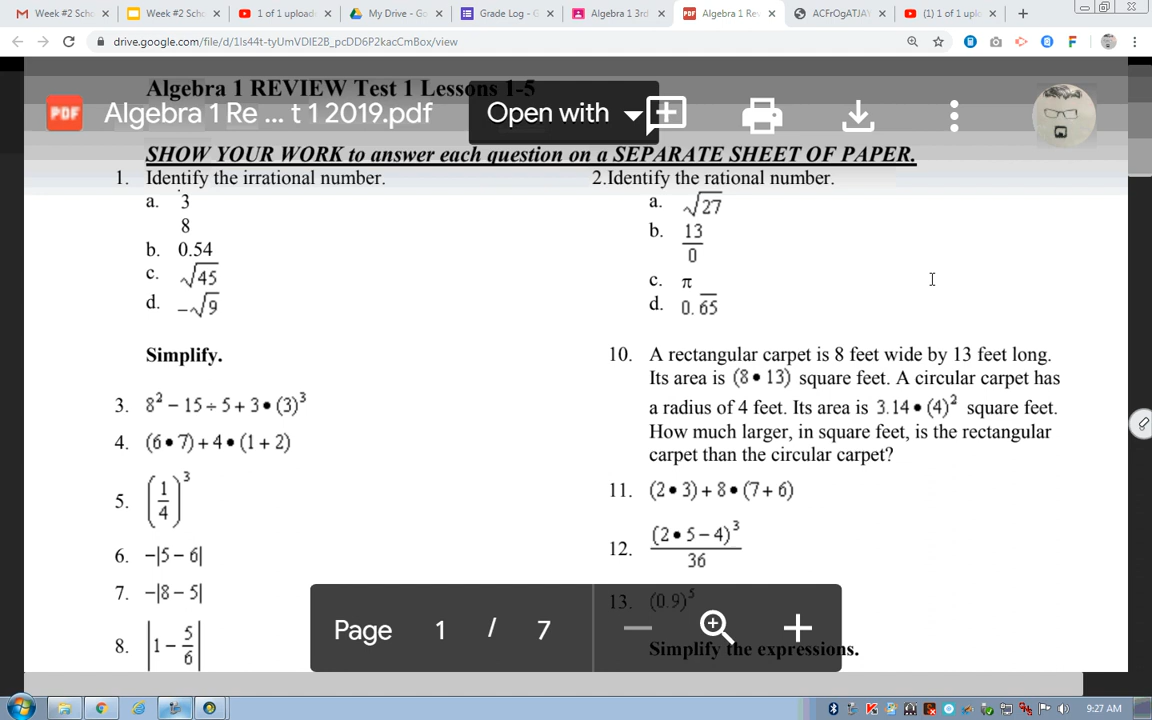 Week #2 Scho
Week #2 Scho
1 of 1 upload
My Drive - Go
Grade Log - G
Algebra 1 3rd
Algebra 1 Re
ACFrOgATJAY
(1) 1 of 1 uplo
drive.google.com/file/d/1ls44t-tyUmVDlE2B_pcDD6P2kacCmBox/view
Algebra 1 REVIEW Test 1 Lessons 1-5
PDF
Algebra 1 Re ... t 1 2019.pdf
Open with
SHOW YOUR WORK to answer each question on a SEPARATE SHEET OF PAPER.
1. Identify the irrational number.
a. 3
8
b. 0.54
c. √45
d. −√9
2.Identify the rational number.
a. √27
b. 13
0
c. π
d. 0.6̅5̅
Simplify.
3. 8² − 15 ÷ 5 + 3 • (3)³
4. (6 • 7) + 4 • (1 + 2)
5. (1/4)³
6. −|5 − 6|
7. −|8 − 5|
8. |1 − 5/6|
10. A rectangular carpet is 8 feet wide by 13 feet long.
Its area is (8 • 13) square feet. A circular carpet has
a radius of 4 feet. Its area is 3.14 • (4)² square feet.
How much larger, in square feet, is the rectangular
carpet than the circular carpet?
11. (2 • 3) + 8 • (7 + 6)
12. (2 • 5 − 4)³
36
13. (0.9)⁵
Simplify the expressions.
Page 1 / 7
9:27 AM